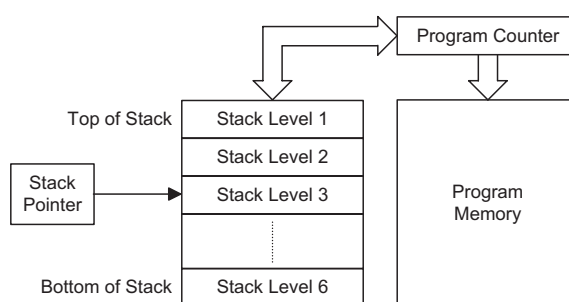 Program Counter
Top of Stack
Stack Level 1
Stack Level 2
Stack
Pointer
Stack Level 3
Program
Memory
Bottom of Stack
Stack Level 6